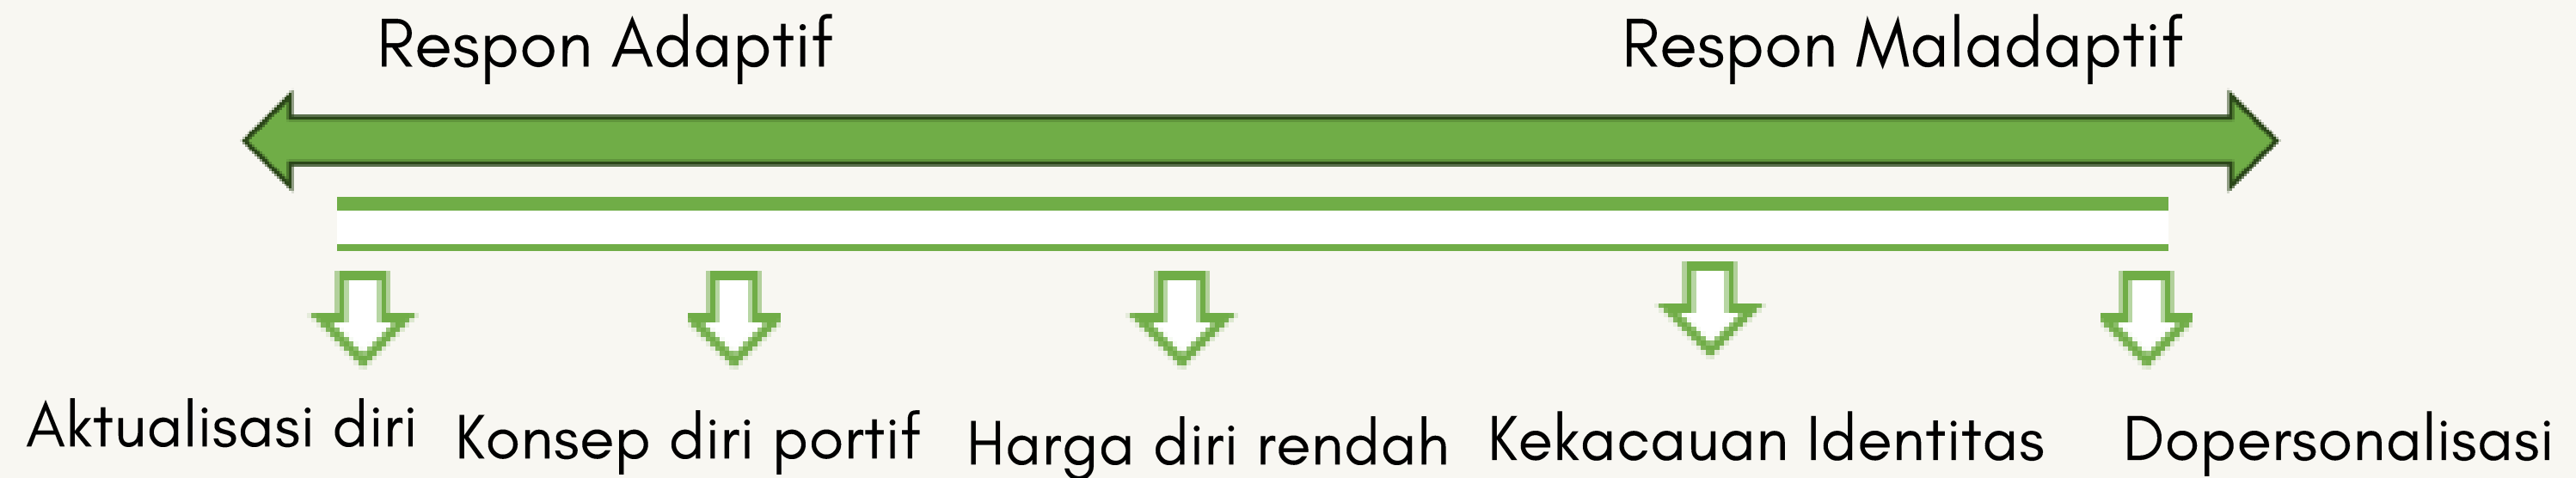 Respon Adaptif
Respon Maladaptif
Aktualisasi diri
Konsep diri portif
Harga diri rendah
Kekacauan Identitas
Dopersonalisasi